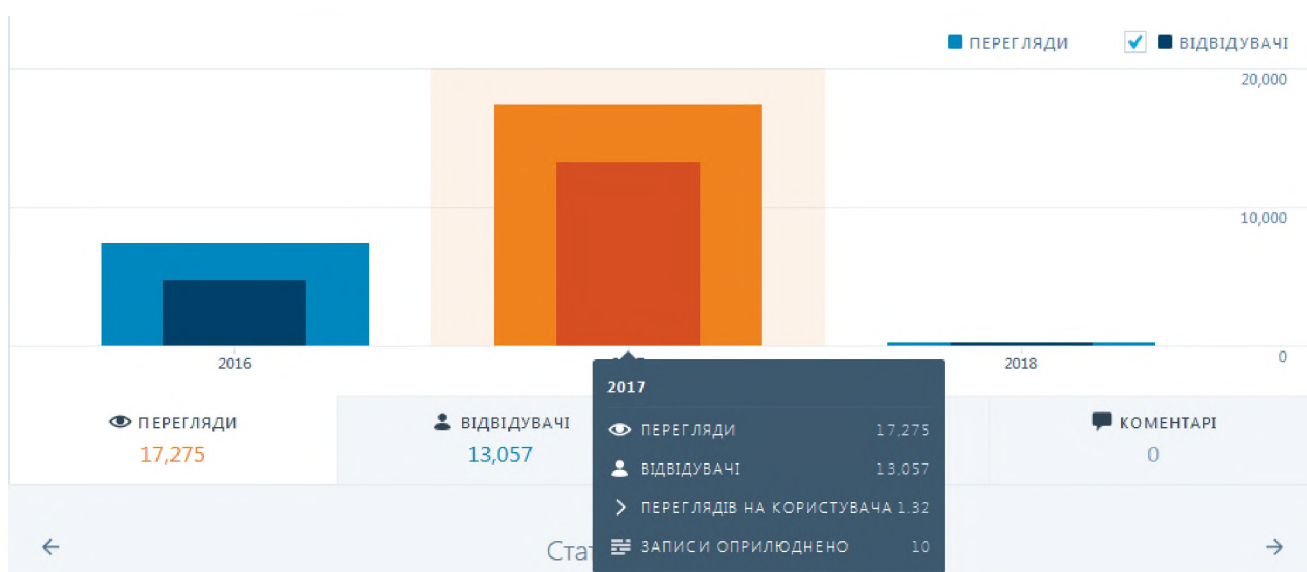 ПЕРЕГЛЯДИ ВІДВІДУВАЧІ
20,000
10,000
0
2016
2018
2017
ПЕРЕГЛЯДИ 17,275
ВІДВІДУВАЧІ 13,057
ПЕРЕГЛЯДІВ НА КОРИСТУВАЧА 1.32
ЗАПИСИ ОПРИЛЮДНЕНО 10
ПЕРЕГЛЯДИ
17,275
ВІДВІДУВАЧІ
13,057
КОМЕНТАРІ
0